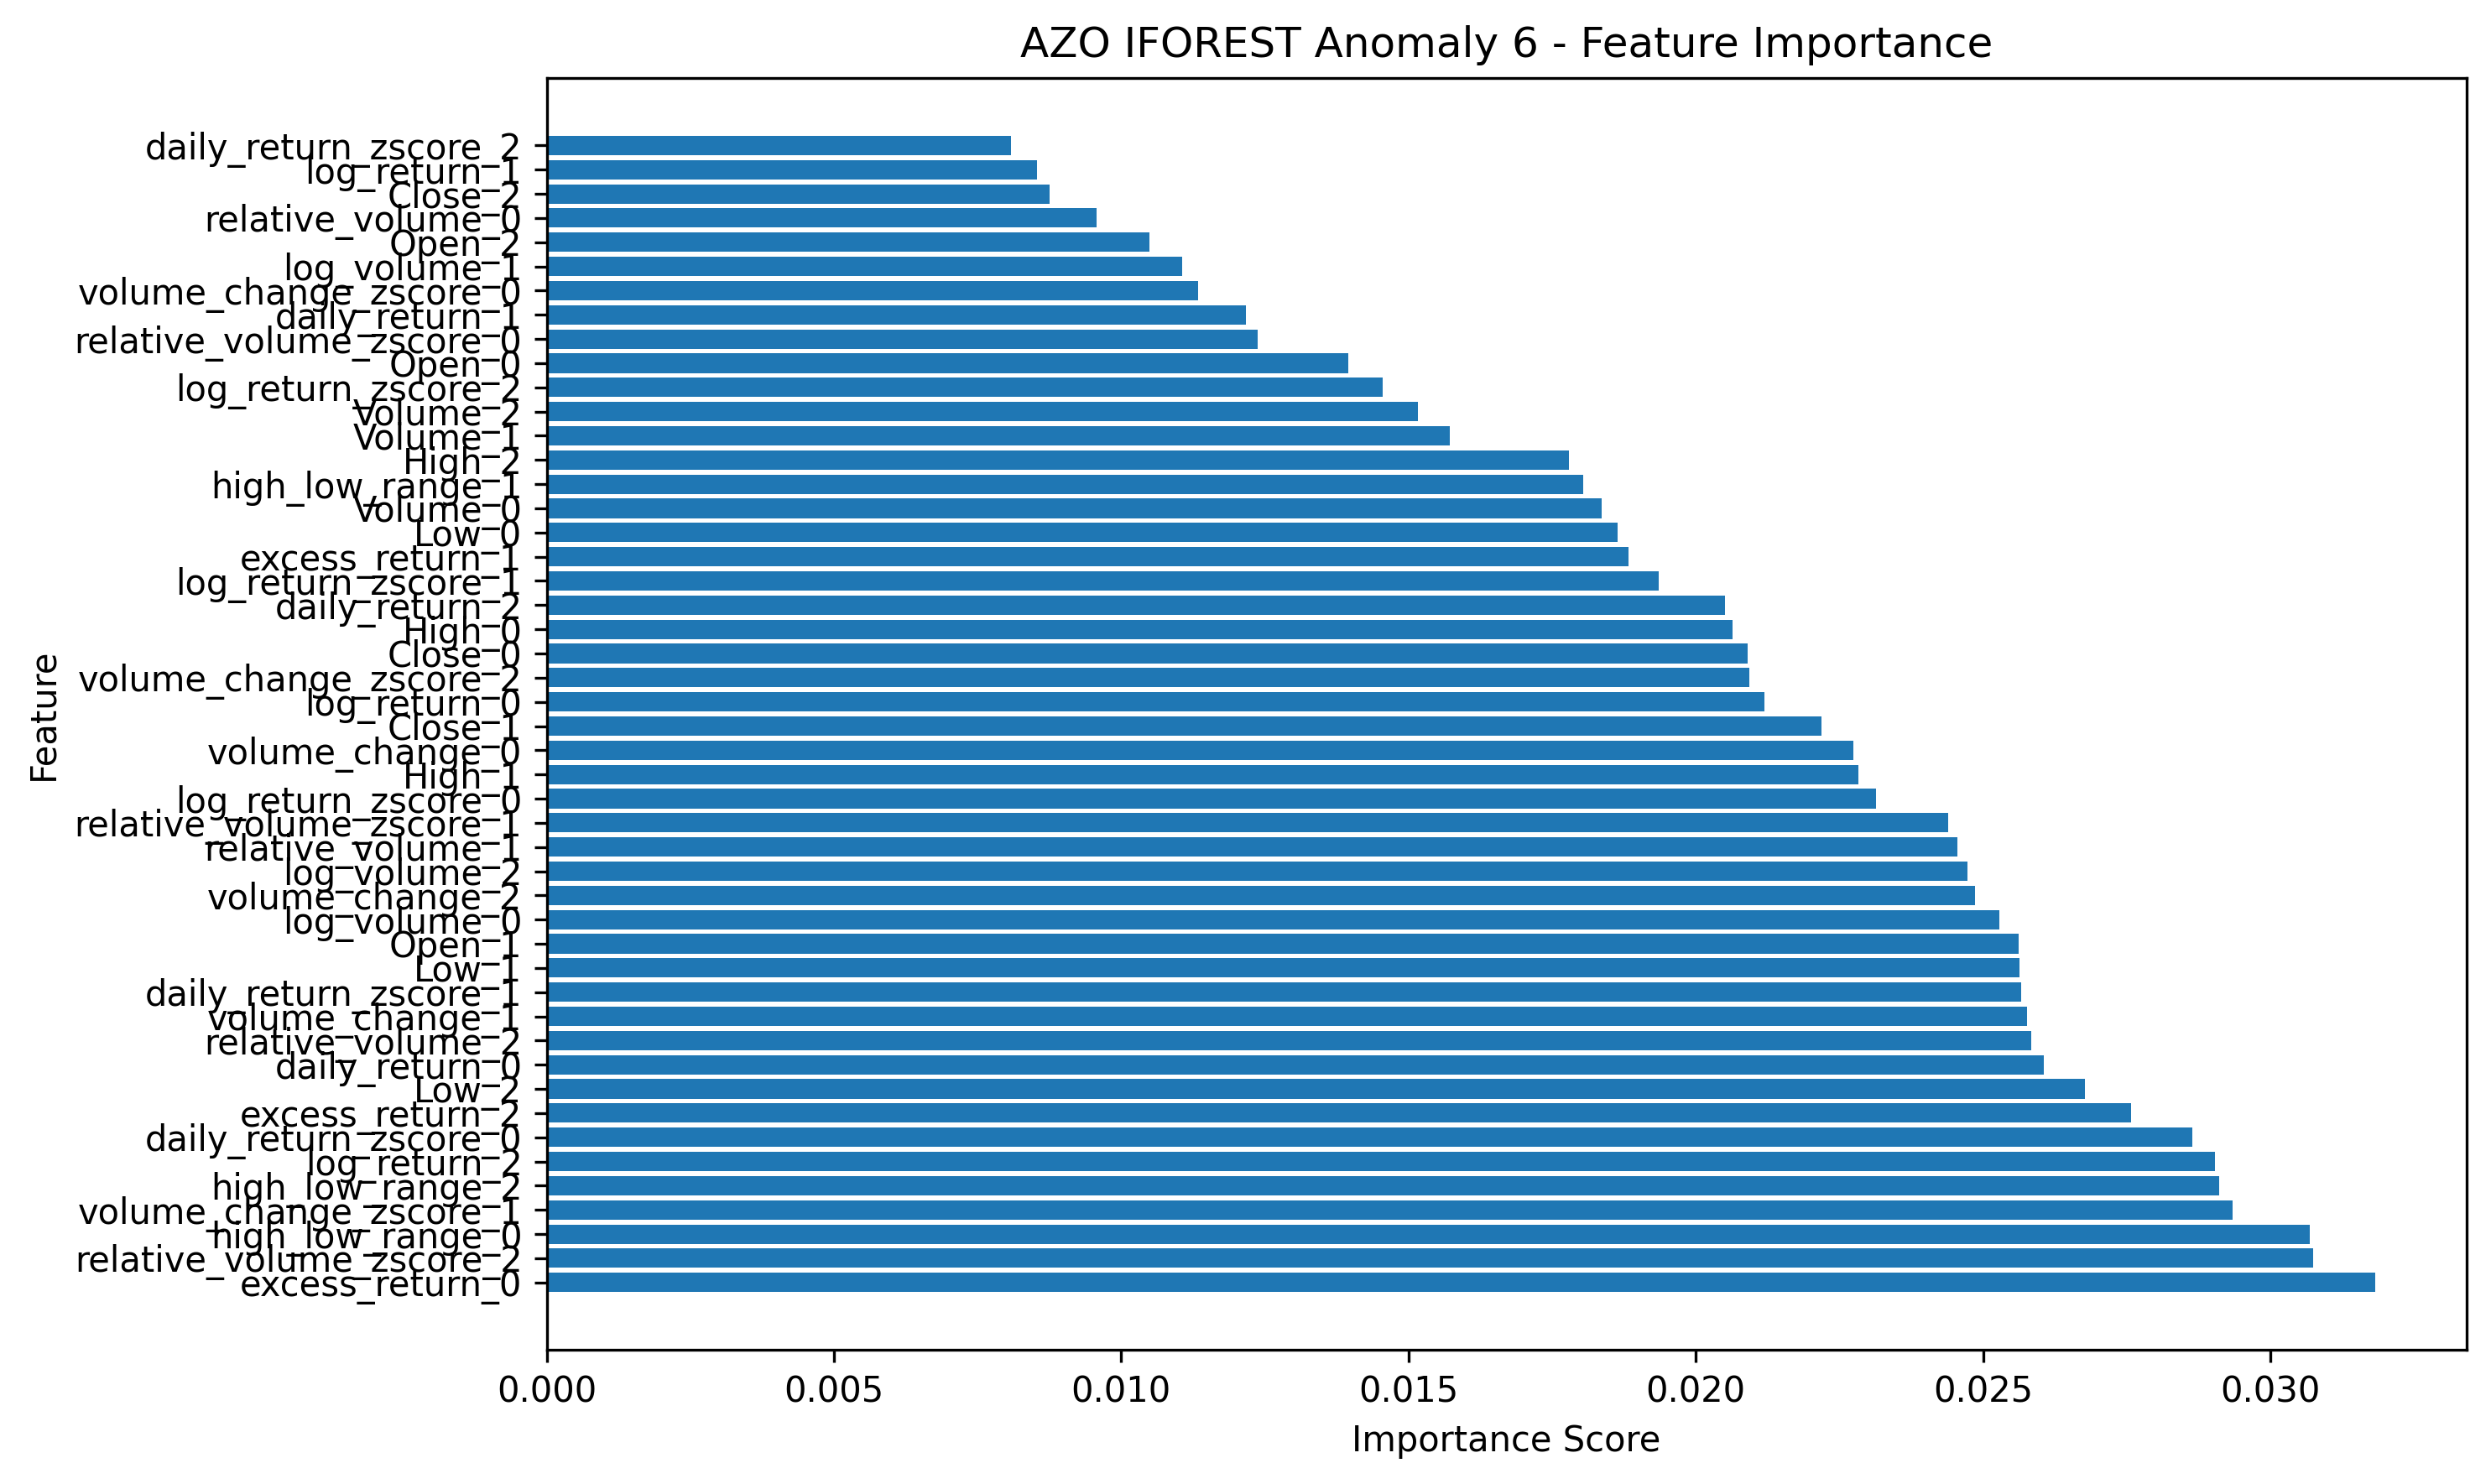 AZO IFOREST Anomaly 6 - Feature Importance
daily_return_zscore_2
log_return_1
Close_2
relative_volume_0
Open_2
log_volume_1
volume_change_zscore_0
daily_return_1
relative_volume_zscore_0
Open_0
log_return_zscore_2
Volume_2
Volume_1
High_2
high_low_range_1
Volume_0
Low_0
excess_return_1
log_return_zscore_1
daily_return_2
High_0
Close_0
volume_change_zscore_2
log_return_0
Close_1
volume_change_0
High_1
log_return_zscore_0
relative_volume_zscore_1
relative_volume_1
log_volume_2
volume_change_2
log_volume_0
Open_1
Low_1
daily_return_zscore_1
volume_change_1
relative_volume_2
daily_return_0
Low_2
excess_return_2
daily_return_zscore_0
log_return_2
high_low_range_2
volume_change_zscore_1
high_low_range_0
relative_volume_zscore_2
excess_return_0
Feature
0.000 0.005 0.010 0.015 0.020 0.025 0.030
Importance Score